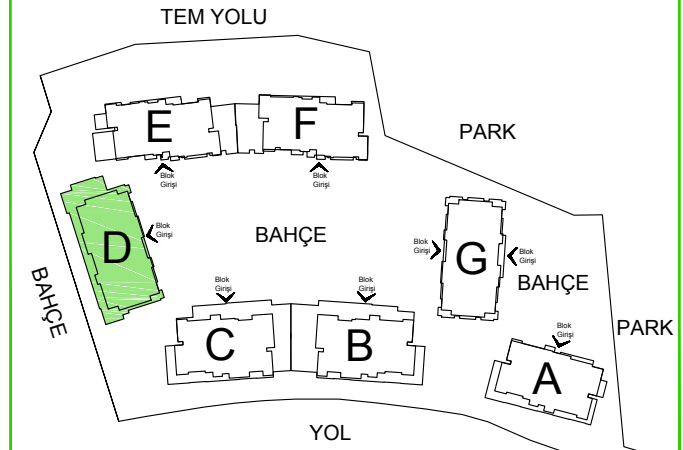 TEM YOLU
E
F
PARK
Blok
Girişi
Blok
Girişi
D
Blok
Girişi
BAHÇE
Blok
Girişi
G
Blok
Girişi
BAHÇE
BAHÇE
Blok
Girişi
Blok
Girişi
C
B
Blok
Girişi
PARK
A
YOL